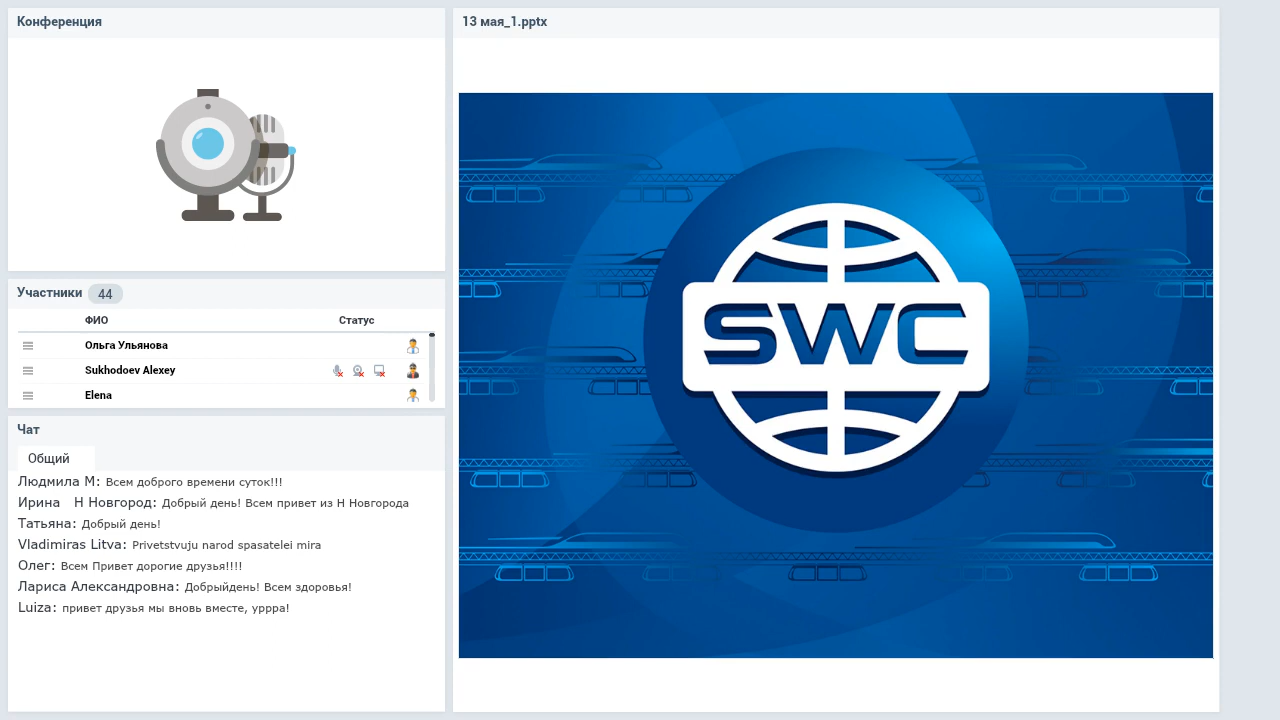 Конференция
13 мая_1.pptx
SWC
Участники 44
ФИО Статус
Ольга Ульянова
Sukhodoev Alexey
Elena
Чат
Общий
Людмила М: Всем доброго времени суток!!!
Ирина Н Новгород: Добрый день! Всем привет из Н Новгорода
Татьяна: Добрый день!
Vladimiras Litva: Privetstvuju narod spasatelei mira
Олег: Всем Привет дорогие друзья!!!!
Лариса Александровна: Добрыйдень! Всем здоровья!
Luiza: привет друзья мы вновь вместе, уррра!